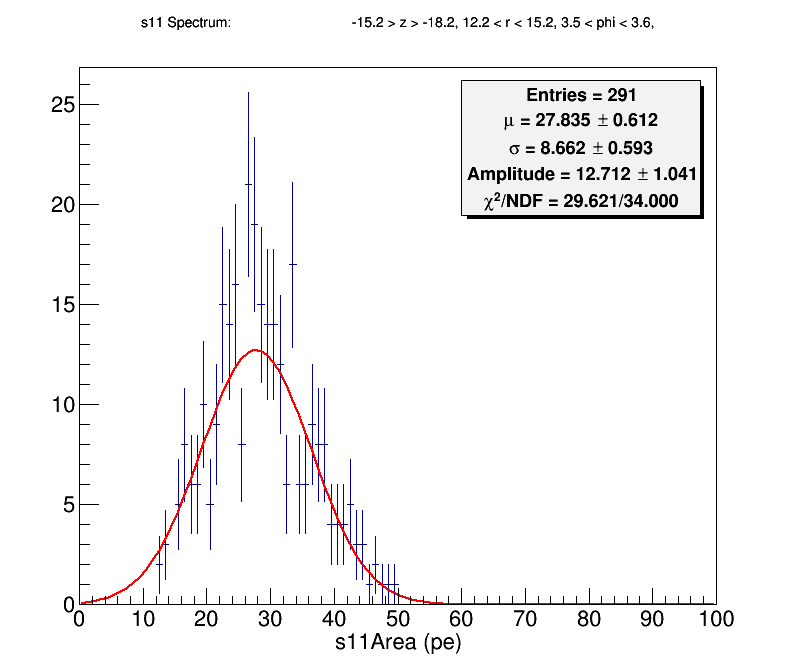 s11 Spectrum: -15.2 > z > -18.2, 12.2 < r < 15.2, 3.5 < phi < 3.6,
Entries = 291
μ = 27.835 ± 0.612
σ = 8.662 ± 0.593
Amplitude = 12.712 ± 1.041
χ²/NDF = 29.621/34.000
25
20
15
10
5
0
0 10 20 30 40 50 60 70 80 90 100
s11Area (pe)